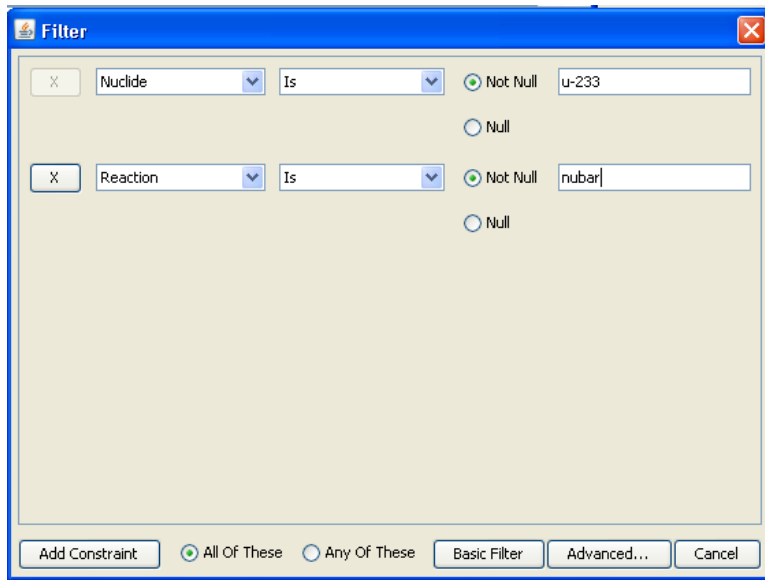 Filter
X Nuclide Is Not Null u-233
Null
X Reaction Is Not Null nubar
Null
Add Constraint All Of These Any Of These Basic Filter Advanced... Cancel